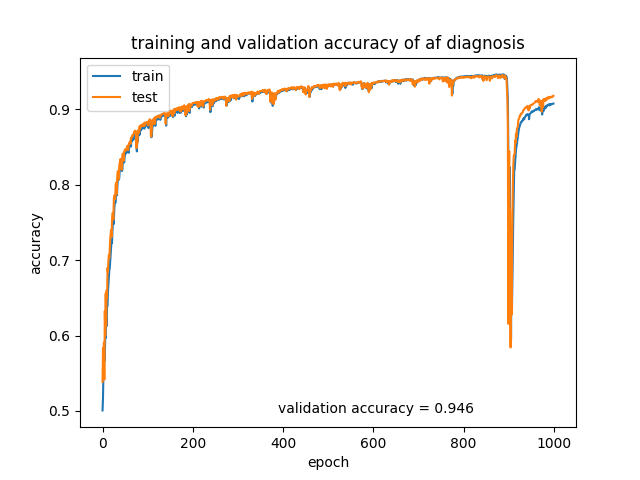 training and validation accuracy of af diagnosis
train
test
0.9
0.8
0.7
0.6
0.5
accuracy
validation accuracy = 0.946
0 200 400 600 800 1000
epoch